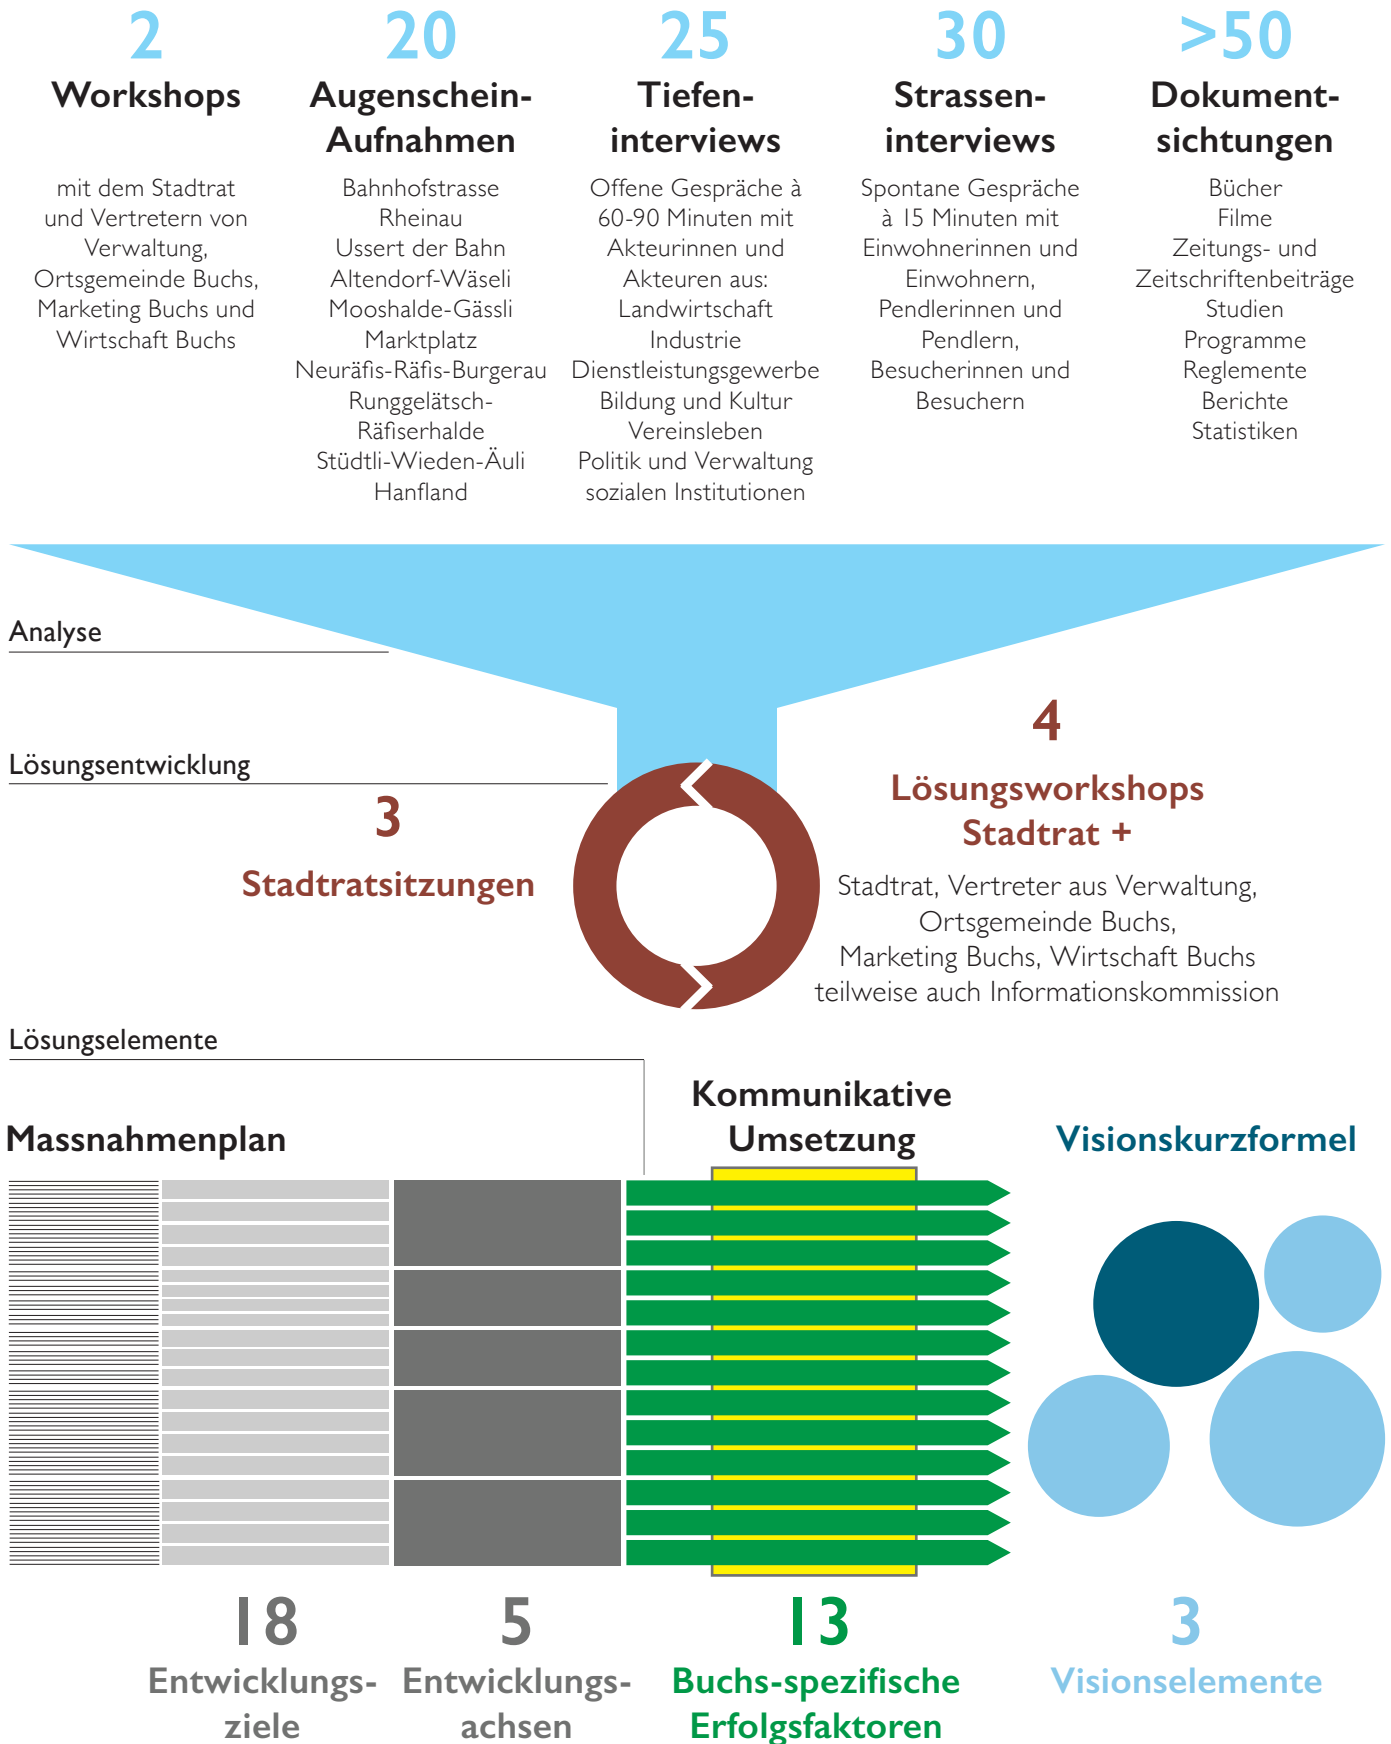 2
Workshops
mit dem Stadtrat
und Vertretern von
Verwaltung,
Ortsgemeinde Buchs,
Marketing Buchs und
Wirtschaft Buchs
20
Augenschein-
Aufnahmen
Bahnhofstrasse
Rheinau
Ussert der Bahn
Altendorf-Wäseli
Mooshalde-Gässli
Marktplatz
Neuräfis-Räfis-Burgerau
Runggelätsch-
Räfiserhalde
Stüdtli-Wieden-Äuli
Hanfland
25
Tiefen-
interviews
Offene Gespräche à
60-90 Minuten mit
Akteurinnen und
Akteuren aus:
Landwirtschaft
Industrie
Dienstleistungsgewerbe
Bildung und Kultur
Vereinsleben
Politik und Verwaltung
sozialen Institutionen
30
Strassen-
interviews
Spontane Gespräche
à 15 Minuten mit
Einwohnerinnen und
Einwohnern,
Pendlerinnen und
Pendlern,
Besucherinnen und
Besuchern
>50
Dokument-
sichtungen
Bücher
Filme
Zeitungs- und
Zeitschriftenbeiträge
Studien
Programme
Reglemente
Berichte
Statistiken
Analyse
Lösungsentwicklung
3
Stadtratsitzungen
4
Lösungsworkshops
Stadtrat +
Stadtrat, Vertreter aus Verwaltung,
Ortsgemeinde Buchs,
Marketing Buchs, Wirtschaft Buchs
teilweise auch Informationskommission
Lösungselemente
Massnahmenplan
Kommunikative
Umsetzung
Visionskurzformel
18
Entwicklungs-
ziele
5
Entwicklungs-
achsen
13
Buchs-spezifische
Erfolgsfaktoren
3
Visionselemente